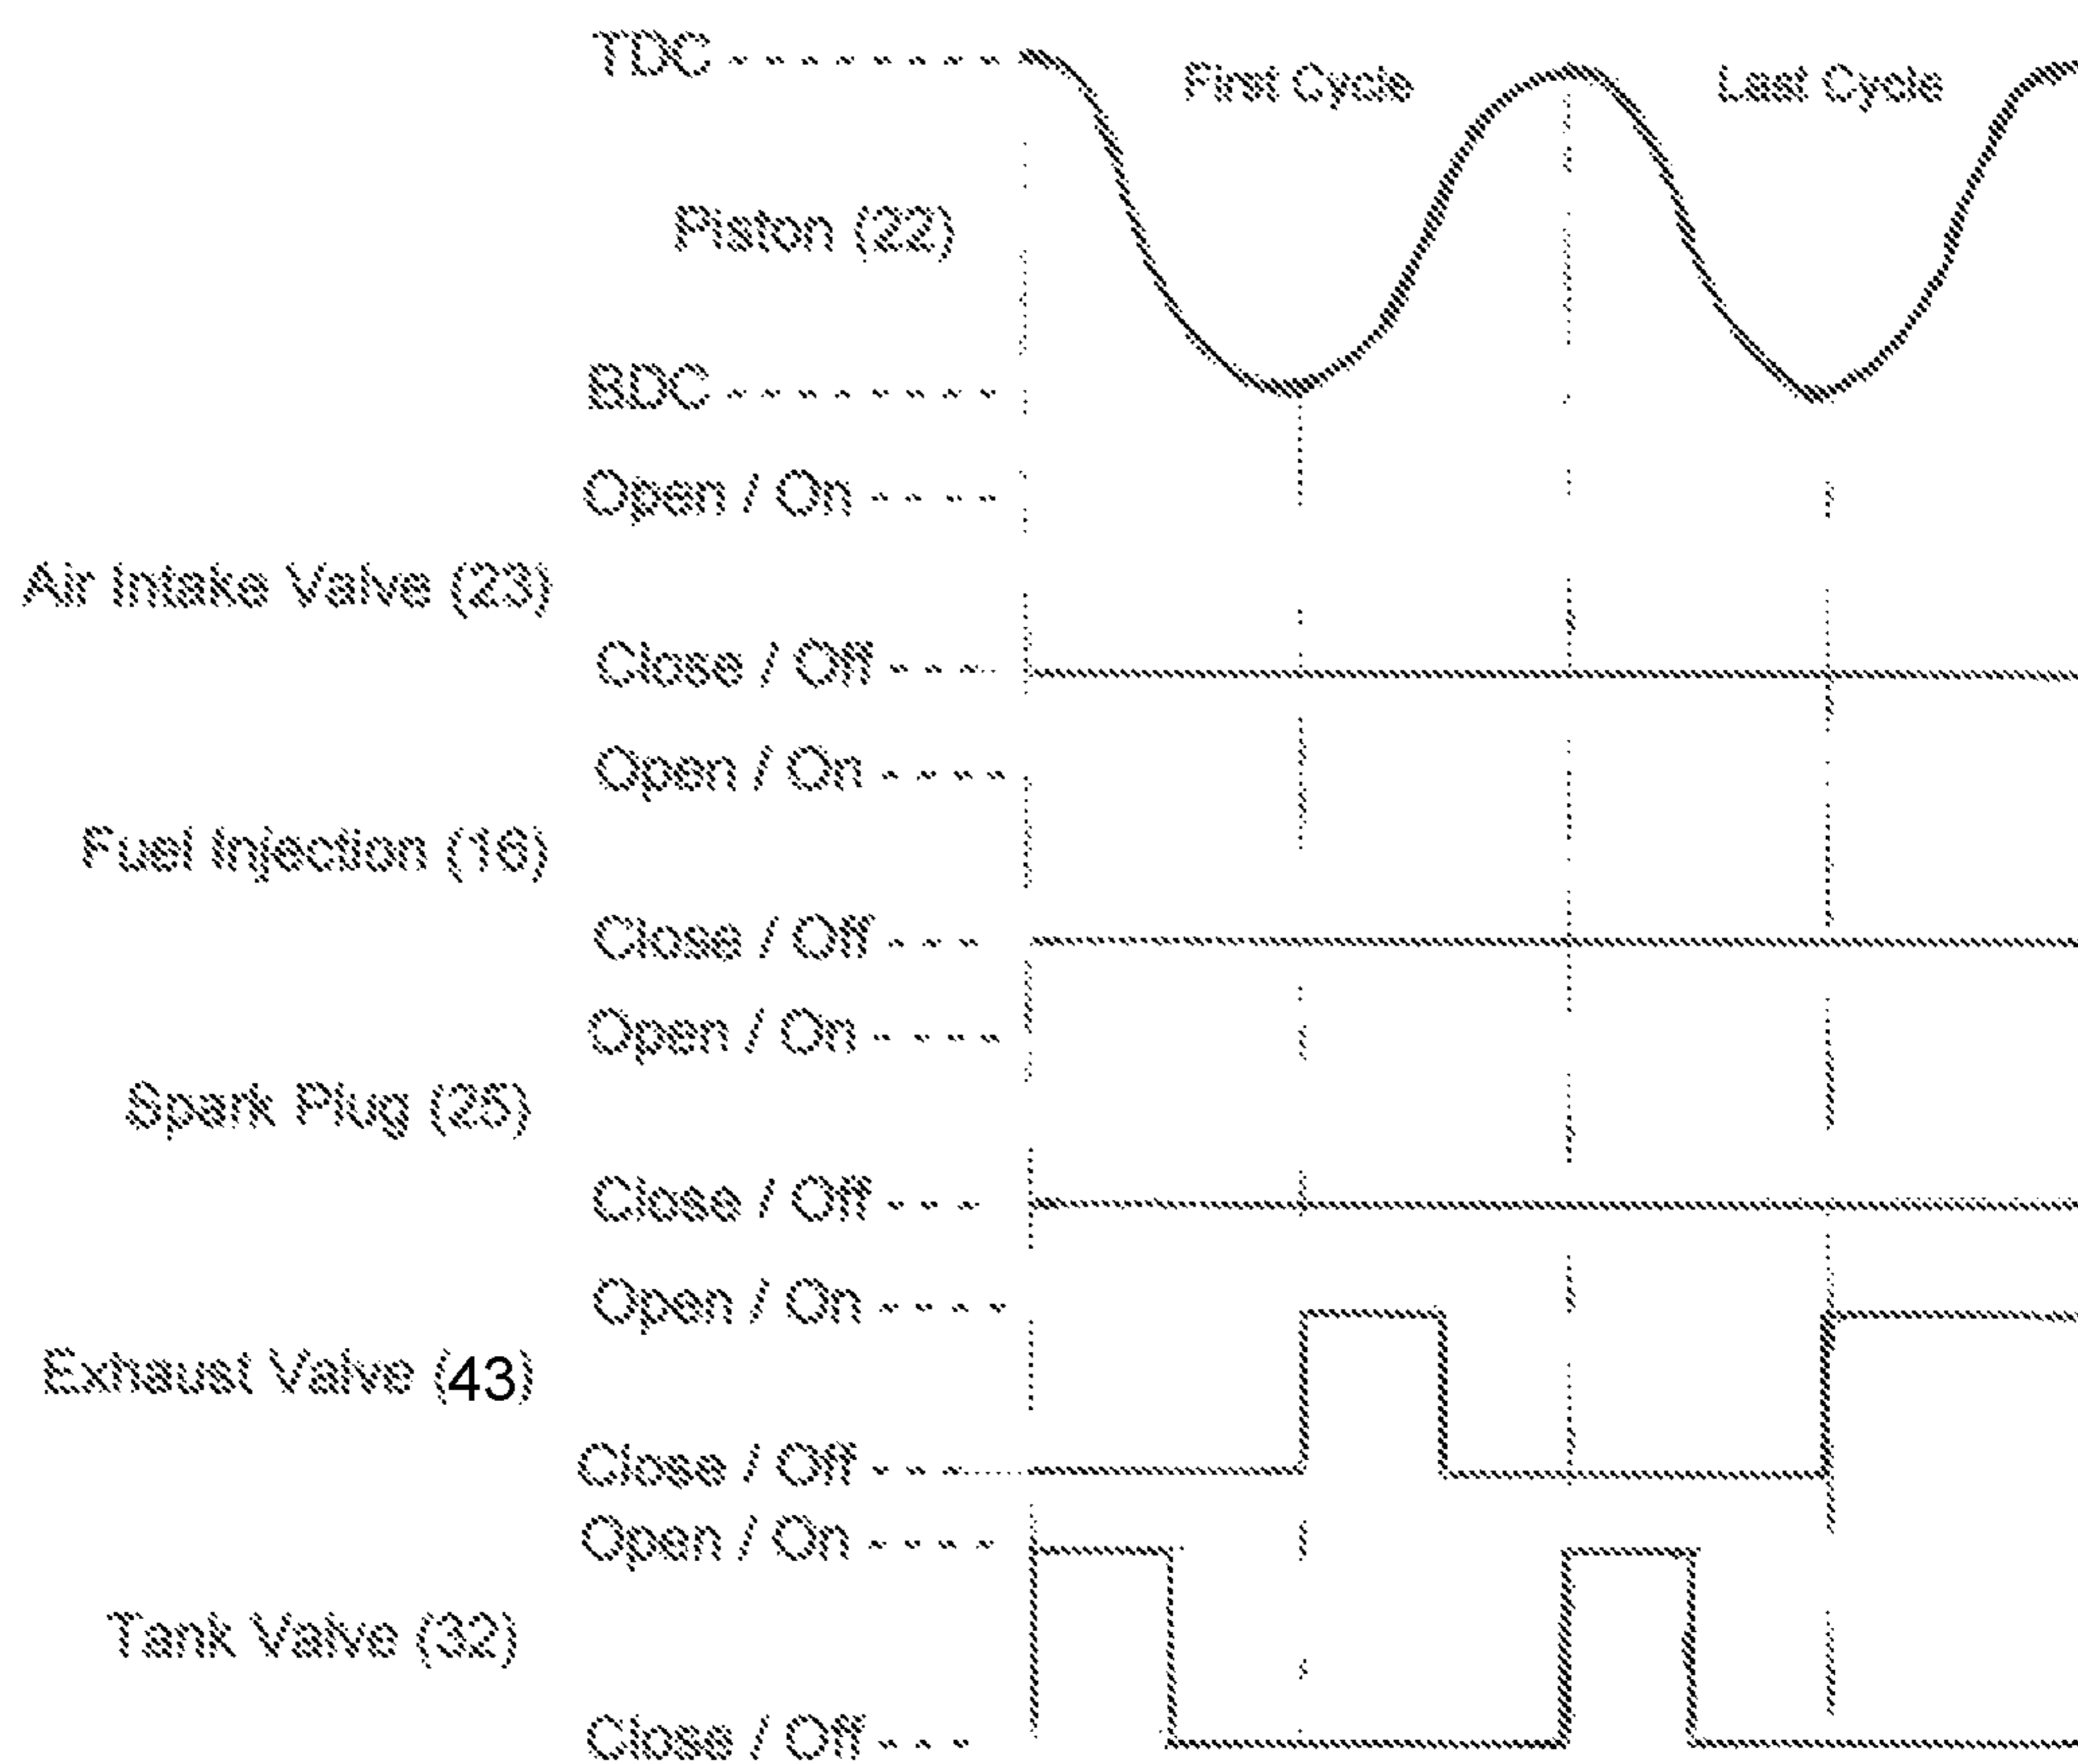 TDC
First Cycle
Last Cycle
Piston (22)
BDC
Open / On
Air Intake Valve (23)
Close / Off
Open / On
Fuel Injection (16)
Close / Off
Open / On
Spark Plug (25)
Close / Off
Open / On
Exhaust Valve (43)
Close / Off
Open / On
Tank Valve (32)
Close / Off